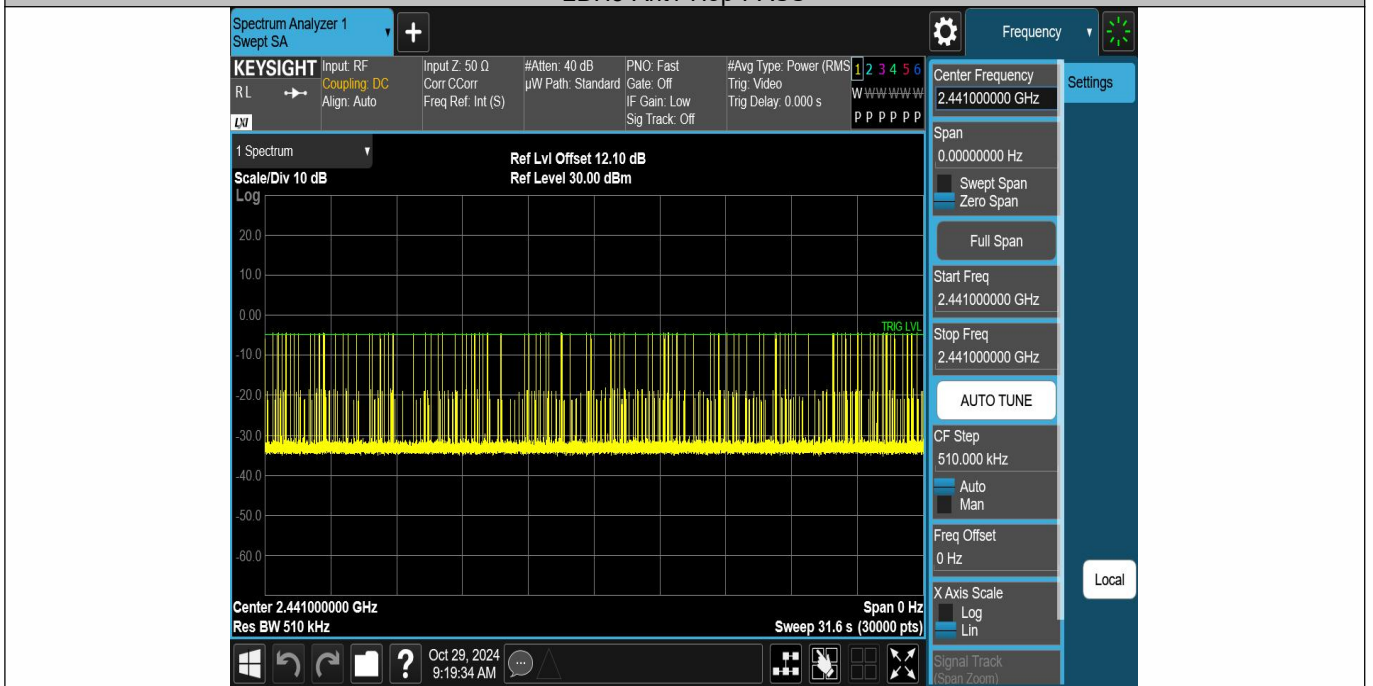 Spectrum Analyzer 1
Swept SA
Frequency
KEYSIGHT
R L
LXI
Input: RF
Coupling: DC
Align: Auto
Input Z: 50 Ω
Corr CCorr
Freq Ref: Int (S)
#Atten: 40 dB
µW Path: Standard
PNO: Fast
Gate: Off
IF Gain: Low
Sig Track: Off
#Avg Type: Power (RMS
Trig: Video
Trig Delay: 0.000 s
1 2 3 4 5 6
W W W W W W
P P P P P P
Center Frequency
2.441000000 GHz
Settings
Span
0.00000000 Hz
Swept Span
Zero Span
Full Span
Start Freq
2.441000000 GHz
Stop Freq
2.441000000 GHz
AUTO TUNE
CF Step
510.000 kHz
Auto
Man
Freq Offset
0 Hz
X Axis Scale
Log
Lin
Signal Track
(Span Zoom)
Local
1 Spectrum
Scale/Div 10 dB
Ref Lvl Offset 12.10 dB
Ref Level 30.00 dBm
Log
20.0
10.0
0.00
TRIG LVL
-10.0
-20.0
-30.0
-40.0
-50.0
-60.0
Center 2.441000000 GHz
Span 0 Hz
Res BW 510 kHz
Sweep 31.6 s (30000 pts)
Oct 29, 2024
9:19:34 AM